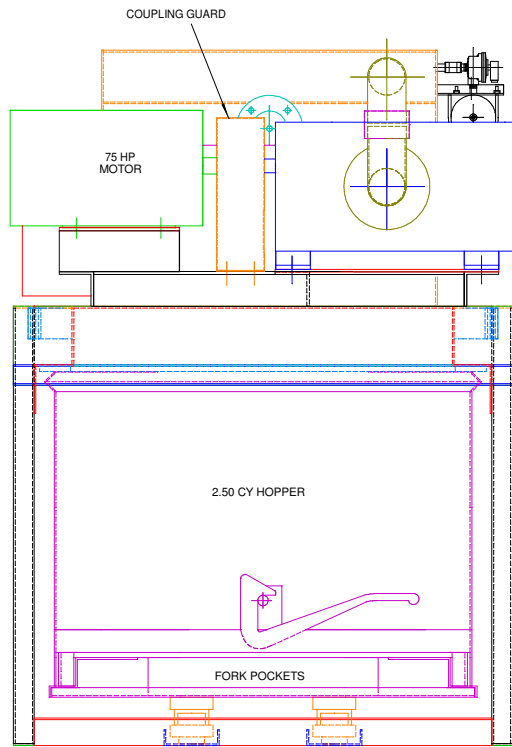 COUPLING GUARD
75 HP
MOTOR
2.50 CY HOPPER
FORK POCKETS